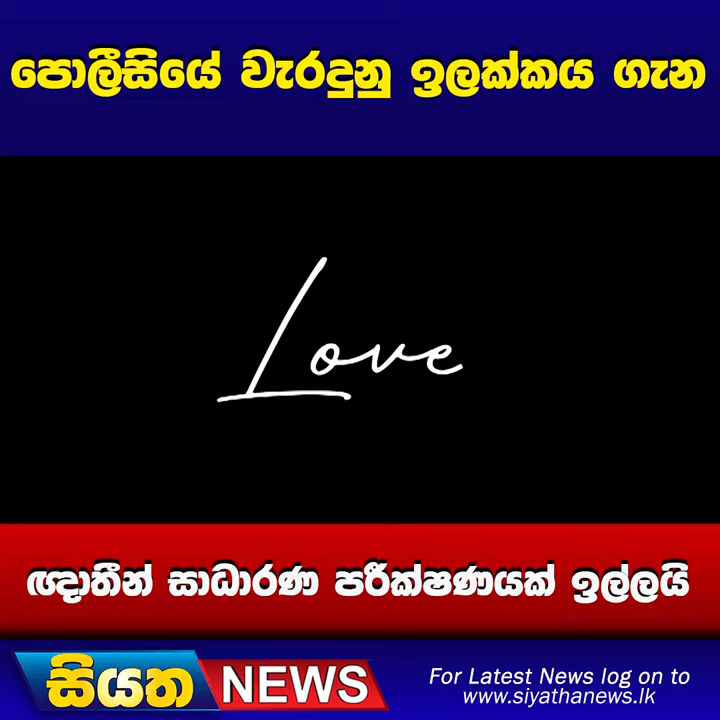 පොලීසියේ වැරදුනු ඉලක්කය ගැන
Love
ඥාතීන් සාධාරණ පරීක්ෂණයක් ඉල්ලයි
සියත NEWS
For Latest News log on to
www.siyathanews.lk